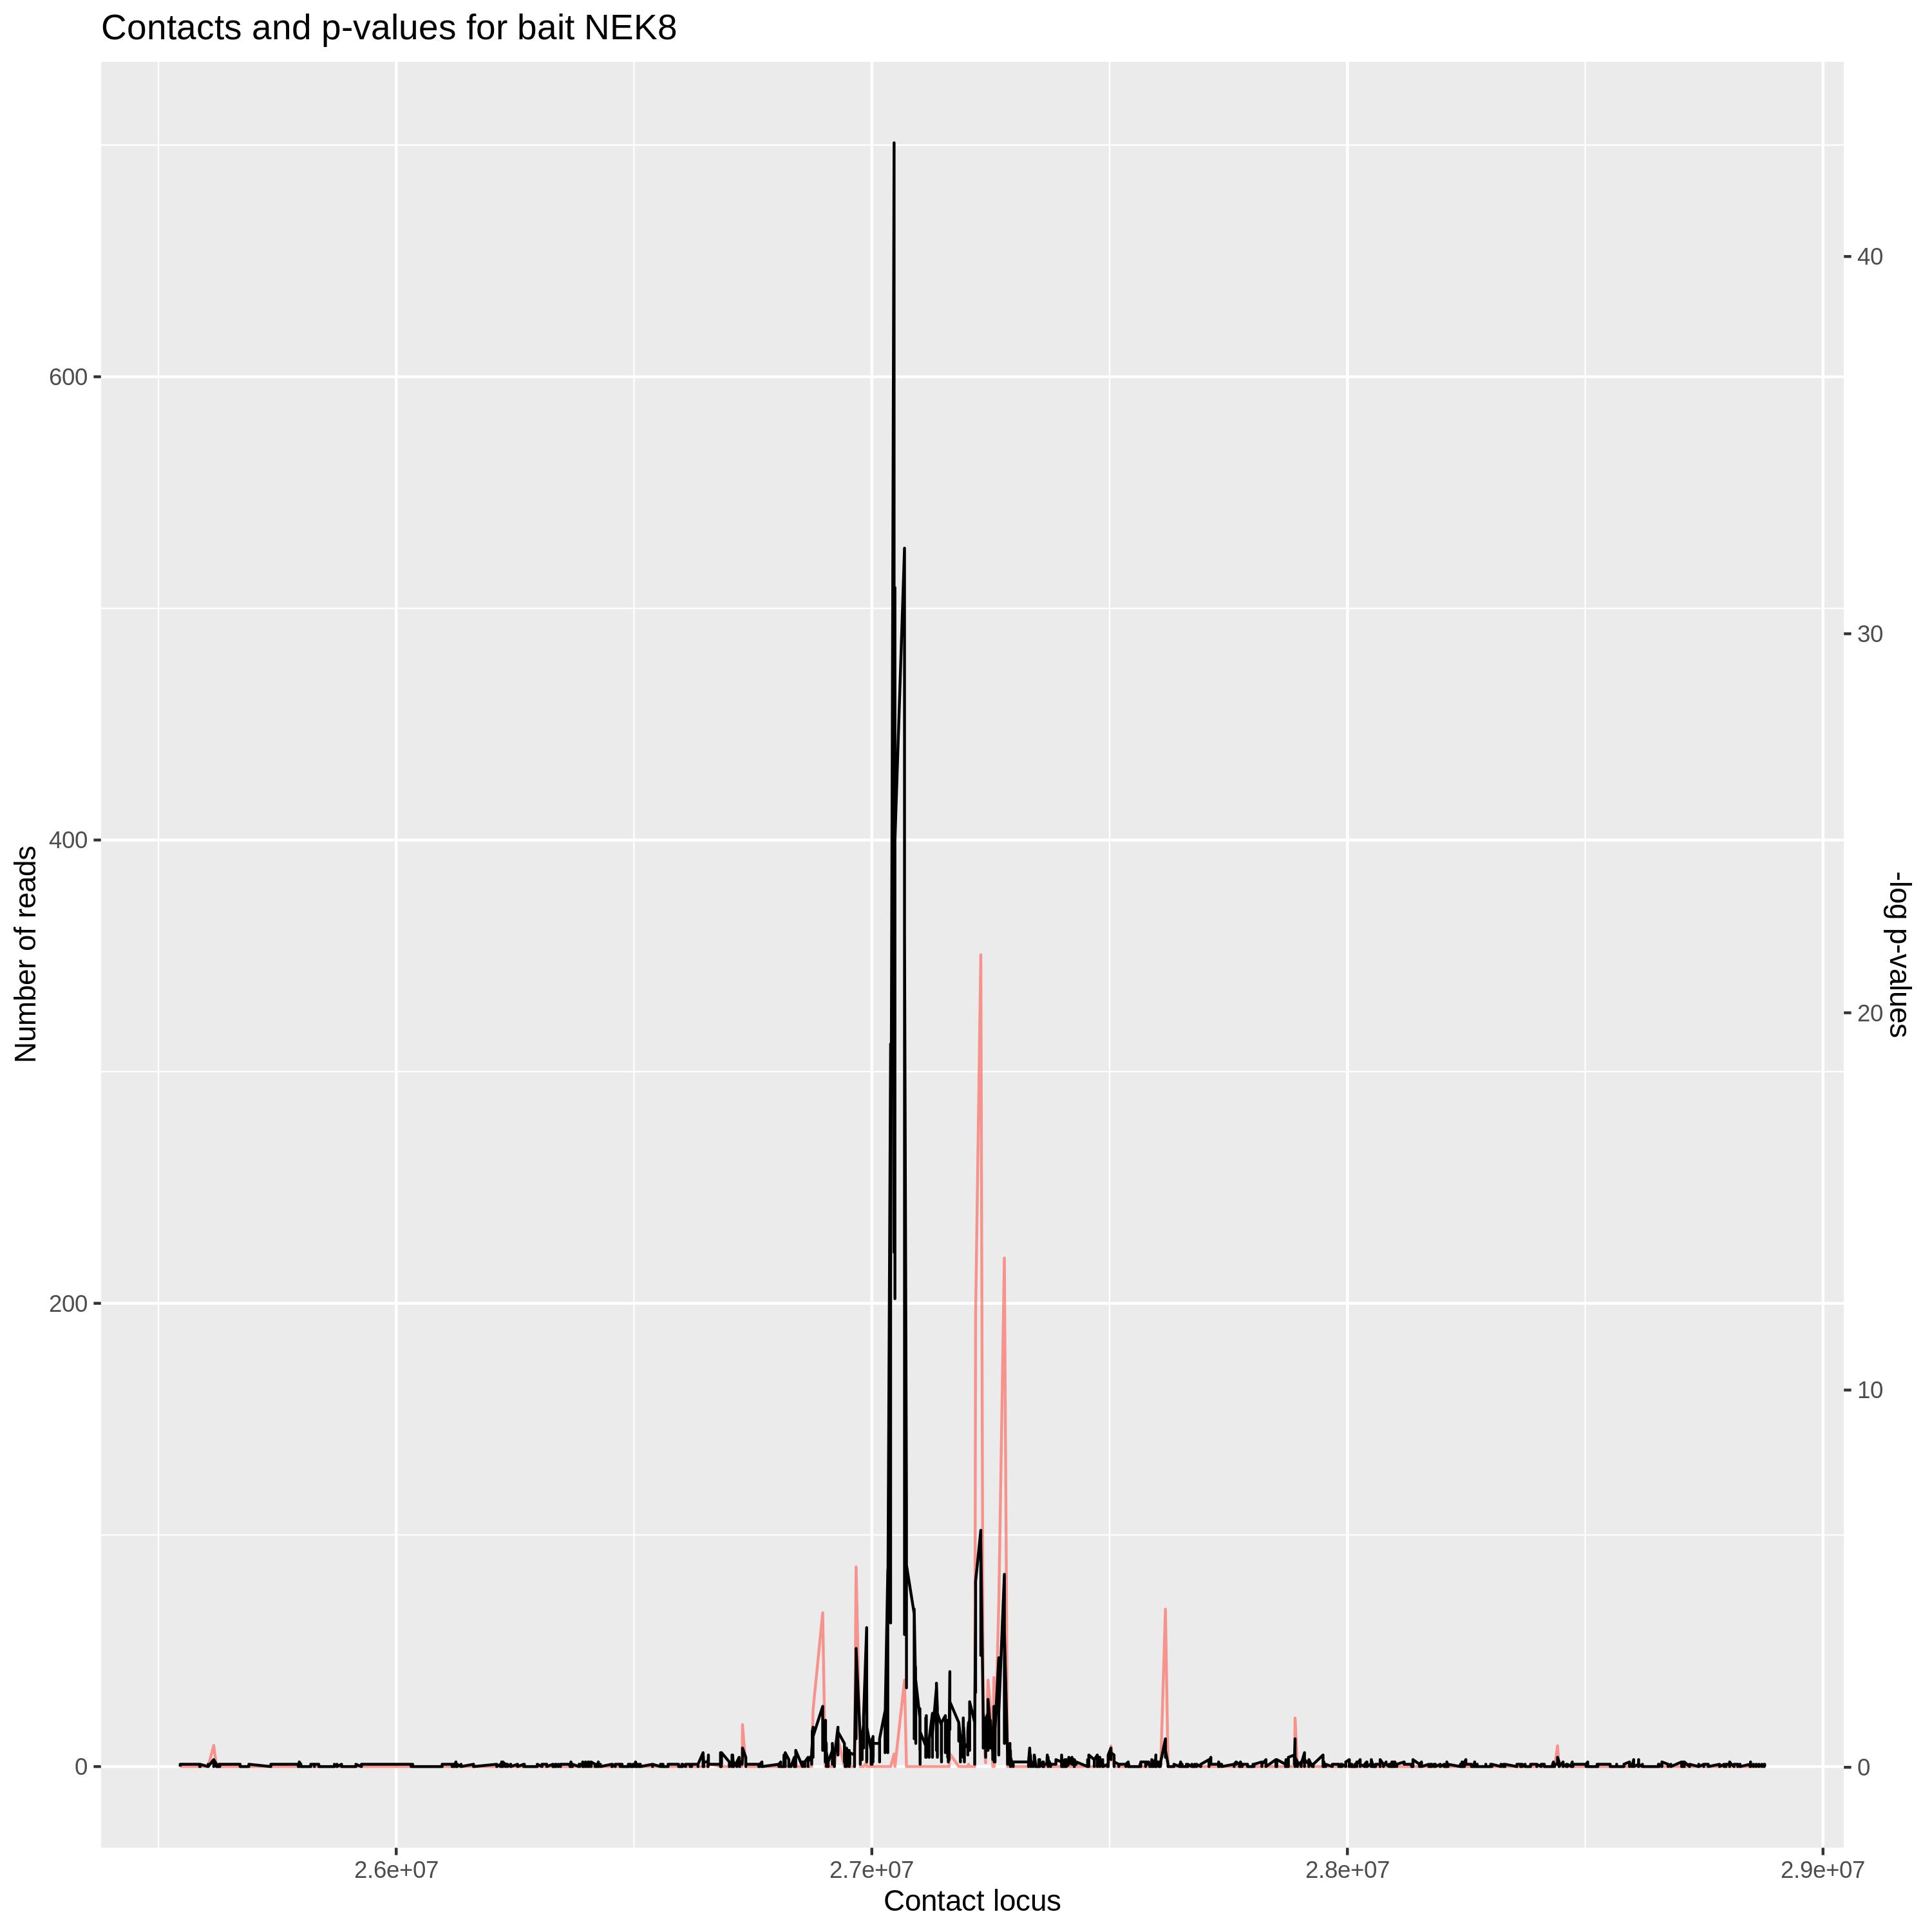 Contacts and p-values for bait NEK8
Number of reads
600
400
200
0
40
30
20
10
0
-log p-values
2.6e+07
2.7e+07
2.8e+07
2.9e+07
Contact locus